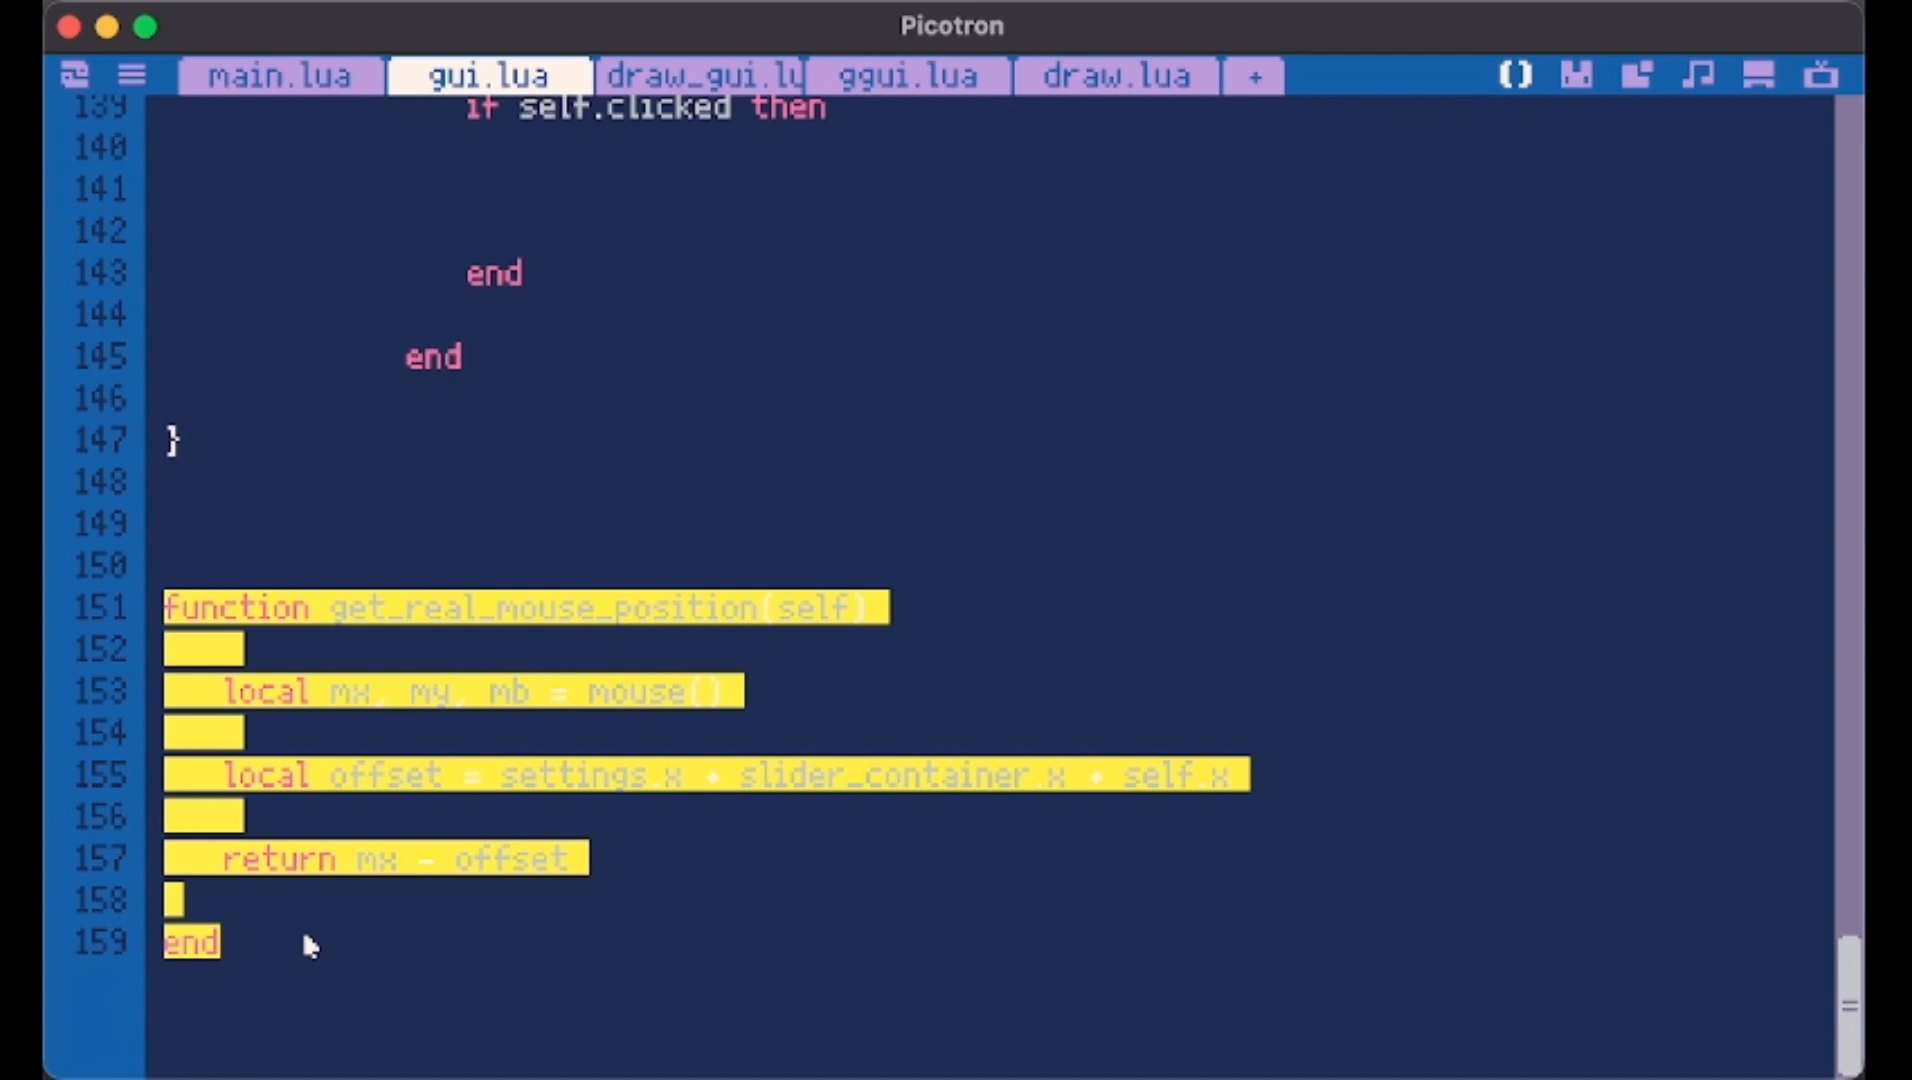 Picotron
main.lua gui.lua draw_gui.lu ggui.lua draw.lua +
139 if self.clicked then
140
141
142
143 end
144
145 end
146
147 }
148
149
150
151 function get_real_mouse_position(self)
152
153 local mx, my, mb = mouse()
154
155 local offset = settings.x + slider_container.x + self.x
156
157 return mx - offset
158
159 end